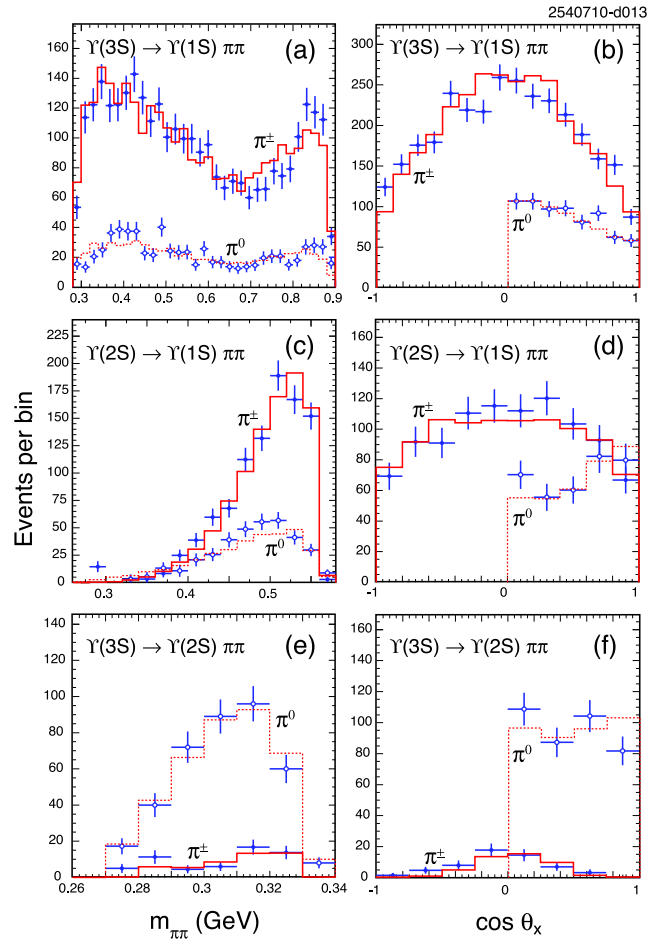 2540710-d013
ϒ(3S) → ϒ(1S) ππ (a)
160
140
120
100
80
60
40
20
0
π±
π0
0.3 0.4 0.5 0.6 0.7 0.8 0.9
ϒ(3S) → ϒ(1S) ππ (b)
300
250
200
150
100
50
0
π±
π0
-1 0 1
ϒ(2S) → ϒ(1S) ππ (c)
225
200
175
150
125
100
75
50
25
0
π±
π0
0.3 0.4 0.5
ϒ(2S) → ϒ(1S) ππ (d)
160
140
120
100
80
60
40
20
0
π±
π0
-1 0 1
Events per bin
ϒ(3S) → ϒ(2S) ππ (e)
140
120
100
80
60
40
20
0
π0
π±
0.26 0.28 0.3 0.32 0.34
mππ (GeV)
ϒ(3S) → ϒ(2S) ππ (f)
160
140
120
100
80
60
40
20
0
π0
π±
-1 0 1
cos θx